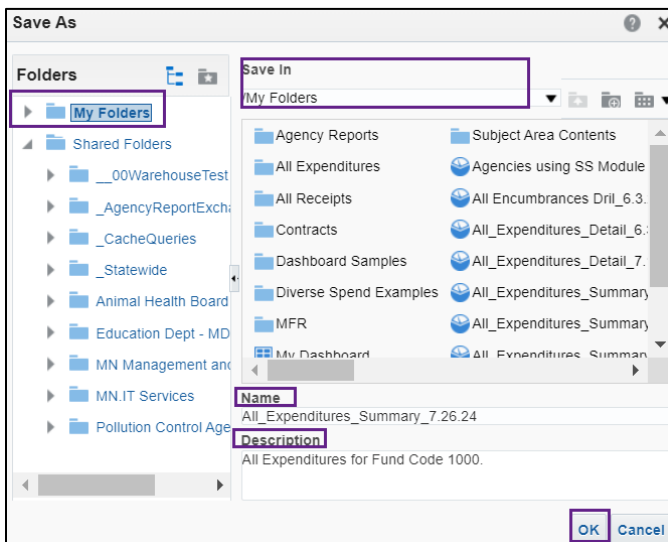 Save As
Folders
My Folders
Shared Folders
__00WarehouseTest
_AgencyReportExch
_CacheQueries
_Statewide
Animal Health Board
Education Dept - MD
MN Management and
MN.IT Services
Pollution Control Age
Save In
/My Folders
Agency Reports
All Expenditures
All Receipts
Contracts
Dashboard Samples
Diverse Spend Examples
MFR
My Dashboard
Subject Area Contents
Agencies using SS Module
All Encumbrances Dril_6.3.
All_Expenditures_Detail_6.
All_Expenditures_Detail_7.
All_Expenditures_Summary
All_Expenditures_Summary
All_Expenditures_Summary
Name
All_Expenditures_Summary_7.26.24
Description
All Expenditures for Fund Code 1000.
OK Cancel